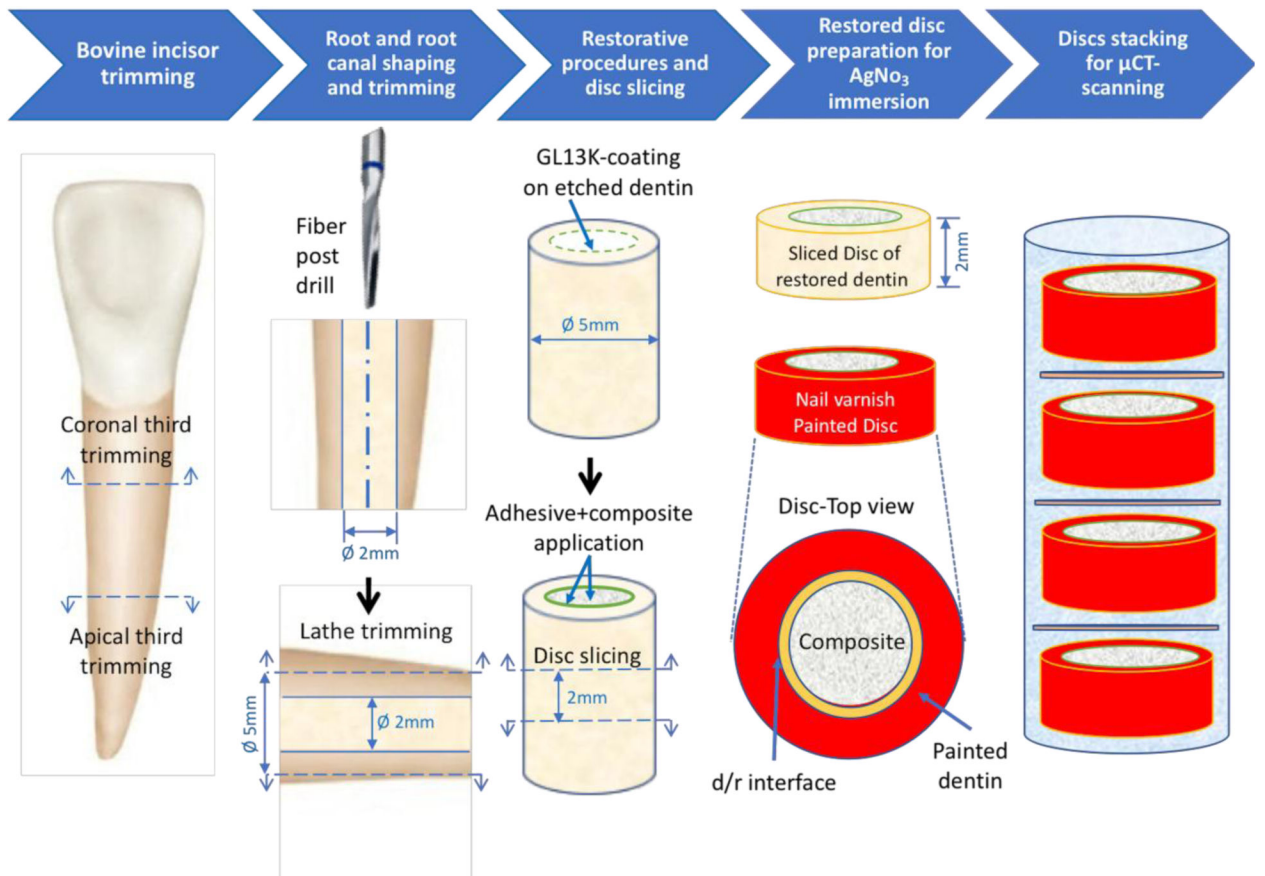 Bovine incisor
trimming
Root and root
canal shaping
and trimming
Restorative
procedures and
disc slicing
Restored disc
preparation for
AgNO₃
immersion
Discs stacking
for µCT-
scanning
Coronal third
trimming
Apical third
trimming
Fiber
post
drill
Ø 2mm
Lathe trimming
Ø 5mm
Ø 2mm
GL13K-coating
on etched dentin
Ø 5mm
Adhesive+composite
application
Disc slicing
2mm
Sliced Disc of
restored dentin
2mm
Nail varnish
Painted Disc
Disc-Top view
Composite
d/r interface
Painted
dentin